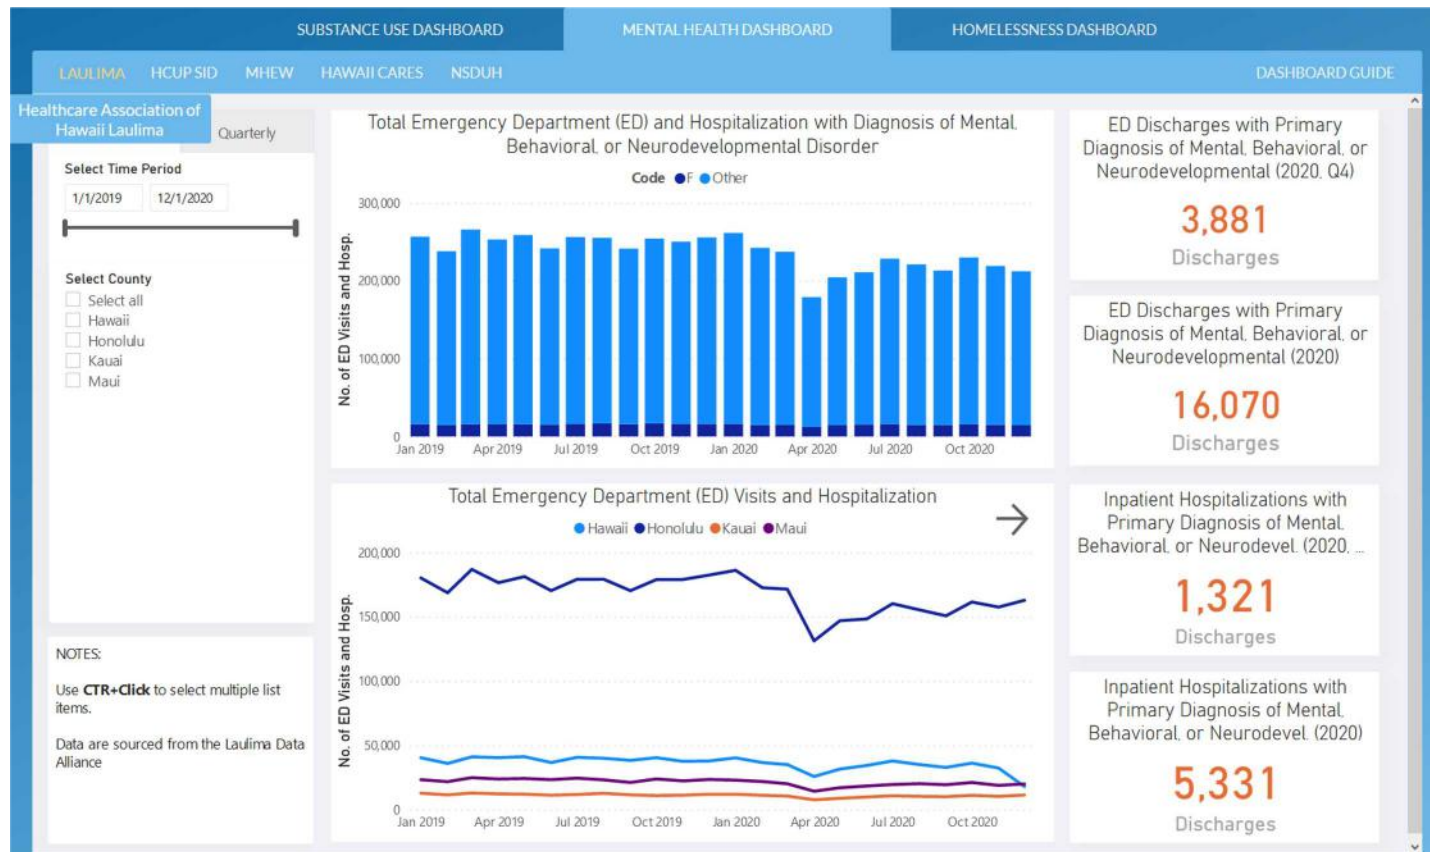 SUBSTANCE USE DASHBOARD
MENTAL HEALTH DASHBOARD
HOMELESSNESS DASHBOARD
LAULIMA
HCUP SID
MHEW
HAWAII CARES
NSDUH
DASHBOARD GUIDE
Healthcare Association of
Hawaii Laulima
Quarterly
Select Time Period
1/1/2019
12/1/2020
Select County
Select all
Hawaii
Honolulu
Kauai
Maui
NOTES:
Use CTR+Click to select multiple list
items.
Data are sourced from the Laulima Data
Alliance
Total Emergency Department (ED) and Hospitalization with Diagnosis of Mental,
Behavioral, or Neurodevelopmental Disorder
Code F Other
No. of ED Visits and Hosp.
300,000
200,000
100,000
0
Jan 2019 Apr 2019 Jul 2019 Oct 2019 Jan 2020 Apr 2020 Jul 2020 Oct 2020
Total Emergency Department (ED) Visits and Hospitalization
Hawaii Honolulu Kauai Maui
No. of ED Visits and Hosp.
200,000
150,000
100,000
50,000
0
Jan 2019 Apr 2019 Jul 2019 Oct 2019 Jan 2020 Apr 2020 Jul 2020 Oct 2020
ED Discharges with Primary
Diagnosis of Mental, Behavioral, or
Neurodevelopmental (2020, Q4)
3,881
Discharges
ED Discharges with Primary
Diagnosis of Mental, Behavioral, or
Neurodevelopmental (2020)
16,070
Discharges
Inpatient Hospitalizations with
Primary Diagnosis of Mental,
Behavioral, or Neurodevel. (2020, ...
1,321
Discharges
Inpatient Hospitalizations with
Primary Diagnosis of Mental,
Behavioral, or Neurodevel. (2020)
5,331
Discharges